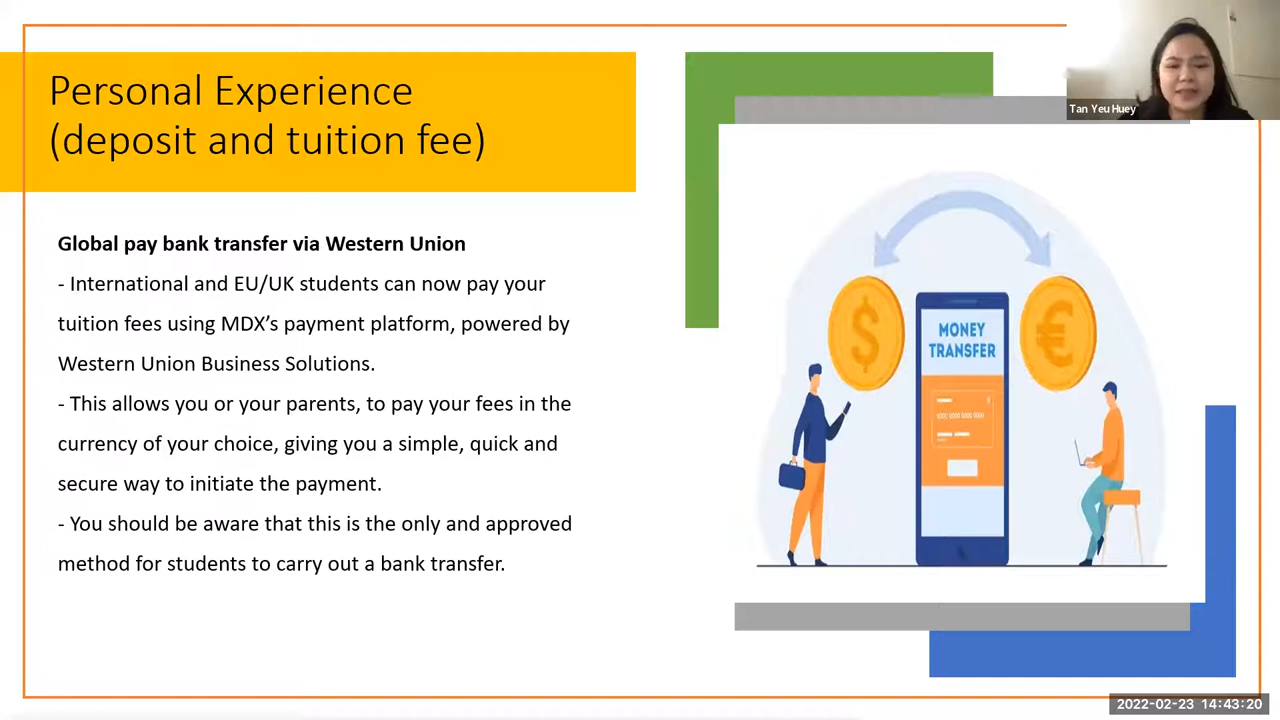 Personal Experience
(deposit and tuition fee)
Tan Yeu Huey
Global pay bank transfer via Western Union
- International and EU/UK students can now pay your
tuition fees using MDX’s payment platform, powered by
Western Union Business Solutions.
- This allows you or your parents, to pay your fees in the
currency of your choice, giving you a simple, quick and
secure way to initiate the payment.
- You should be aware that this is the only and approved
method for students to carry out a bank transfer.
$
€
MONEY
TRANSFER
2022-02-23 14:43:20